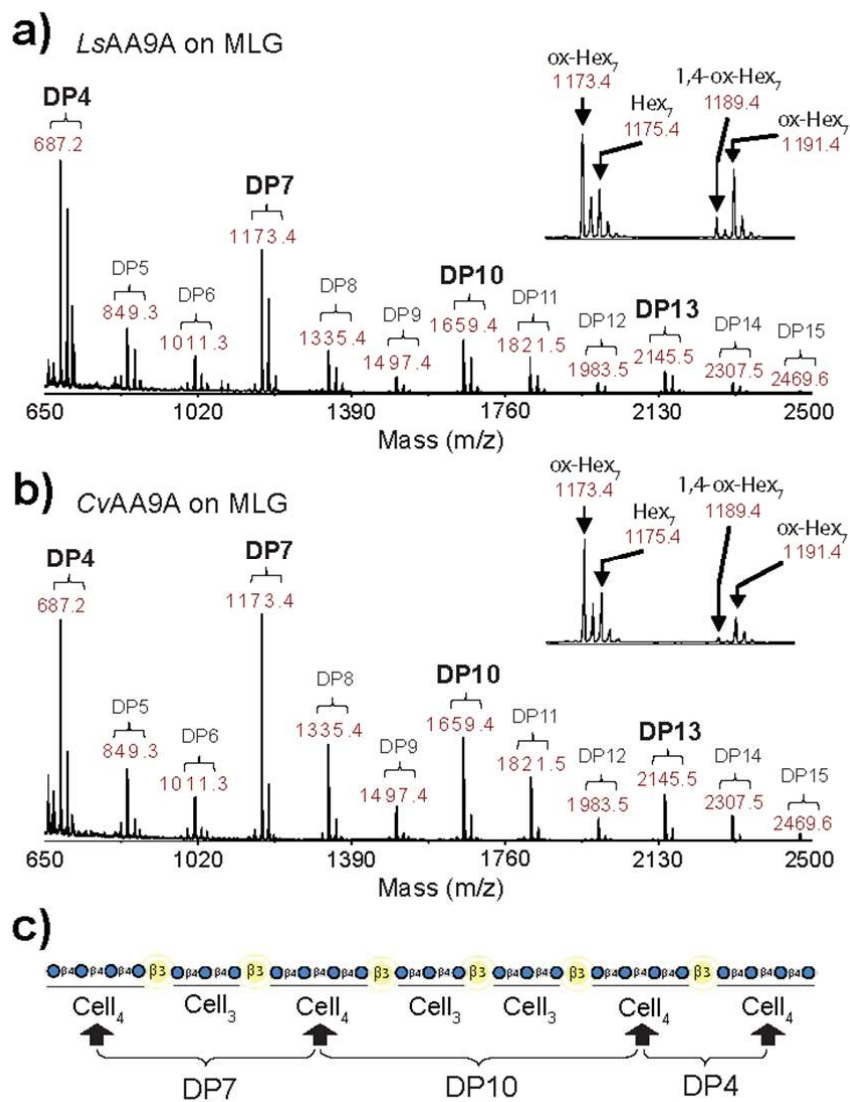 a) LsAA9A on MLG
DP4
687.2
DP5
849.3
DP6
1011.3
DP7
1173.4
DP8
1335.4
DP9
1497.4
DP10
1659.4
DP11
1821.5
DP12
1983.5
DP13
2145.5
DP14
2307.5
DP15
2469.6
ox-Hex7
1173.4
Hex7
1175.4
1,4-ox-Hex7
1189.4
ox-Hex7
1191.4
650 1020 1390 1760 2130 2500
Mass (m/z)
b) CvAA9A on MLG
DP4
687.2
DP5
849.3
DP6
1011.3
DP7
1173.4
DP8
1335.4
DP9
1497.4
DP10
1659.4
DP11
1821.5
DP12
1983.5
DP13
2145.5
DP14
2307.5
DP15
2469.6
ox-Hex7
1173.4
Hex7
1175.4
1,4-ox-Hex7
1189.4
ox-Hex7
1191.4
650 1020 1390 1760 2130 2500
Mass (m/z)
c)
β4 β4 β4 β3 β4 β4 β3 β4 β4 β4 β3 β4 β4 β3 β4 β4 β3 β4 β4 β4 β3 β4 β4 β4
Cell4 Cell3 Cell4 Cell3 Cell3 Cell4 Cell4
DP7 DP10 DP4